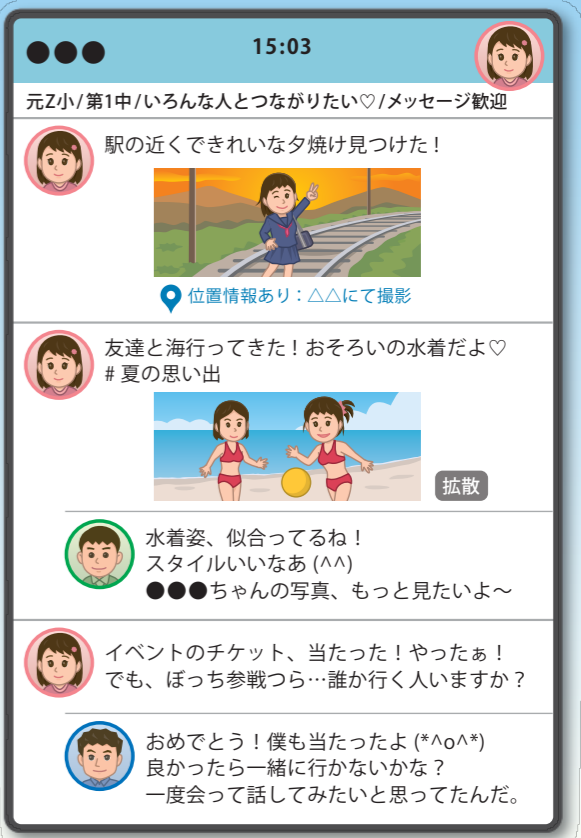 ●●●
15:03
元Z小/第1中/いろんな人とつながりたい♡/メッセージ歓迎
駅の近くできれいな夕焼け見つけた！
位置情報あり：△△にて撮影
友達と海行ってきた！おそろいの水着だよ♡
#夏の思い出
拡散
水着姿、似合ってるね！
スタイルいいなあ(^^)
●●●ちゃんの写真、もっと見たいよ～
イベントのチケット、当たった！やったぁ！
でも、ぼっち参戦つら…誰か行く人いますか？
おめでとう！僕も当たったよ(*^o^*)
良かったら一緒に行かないかな？
一度会って話してみたいと思ってたんだ。